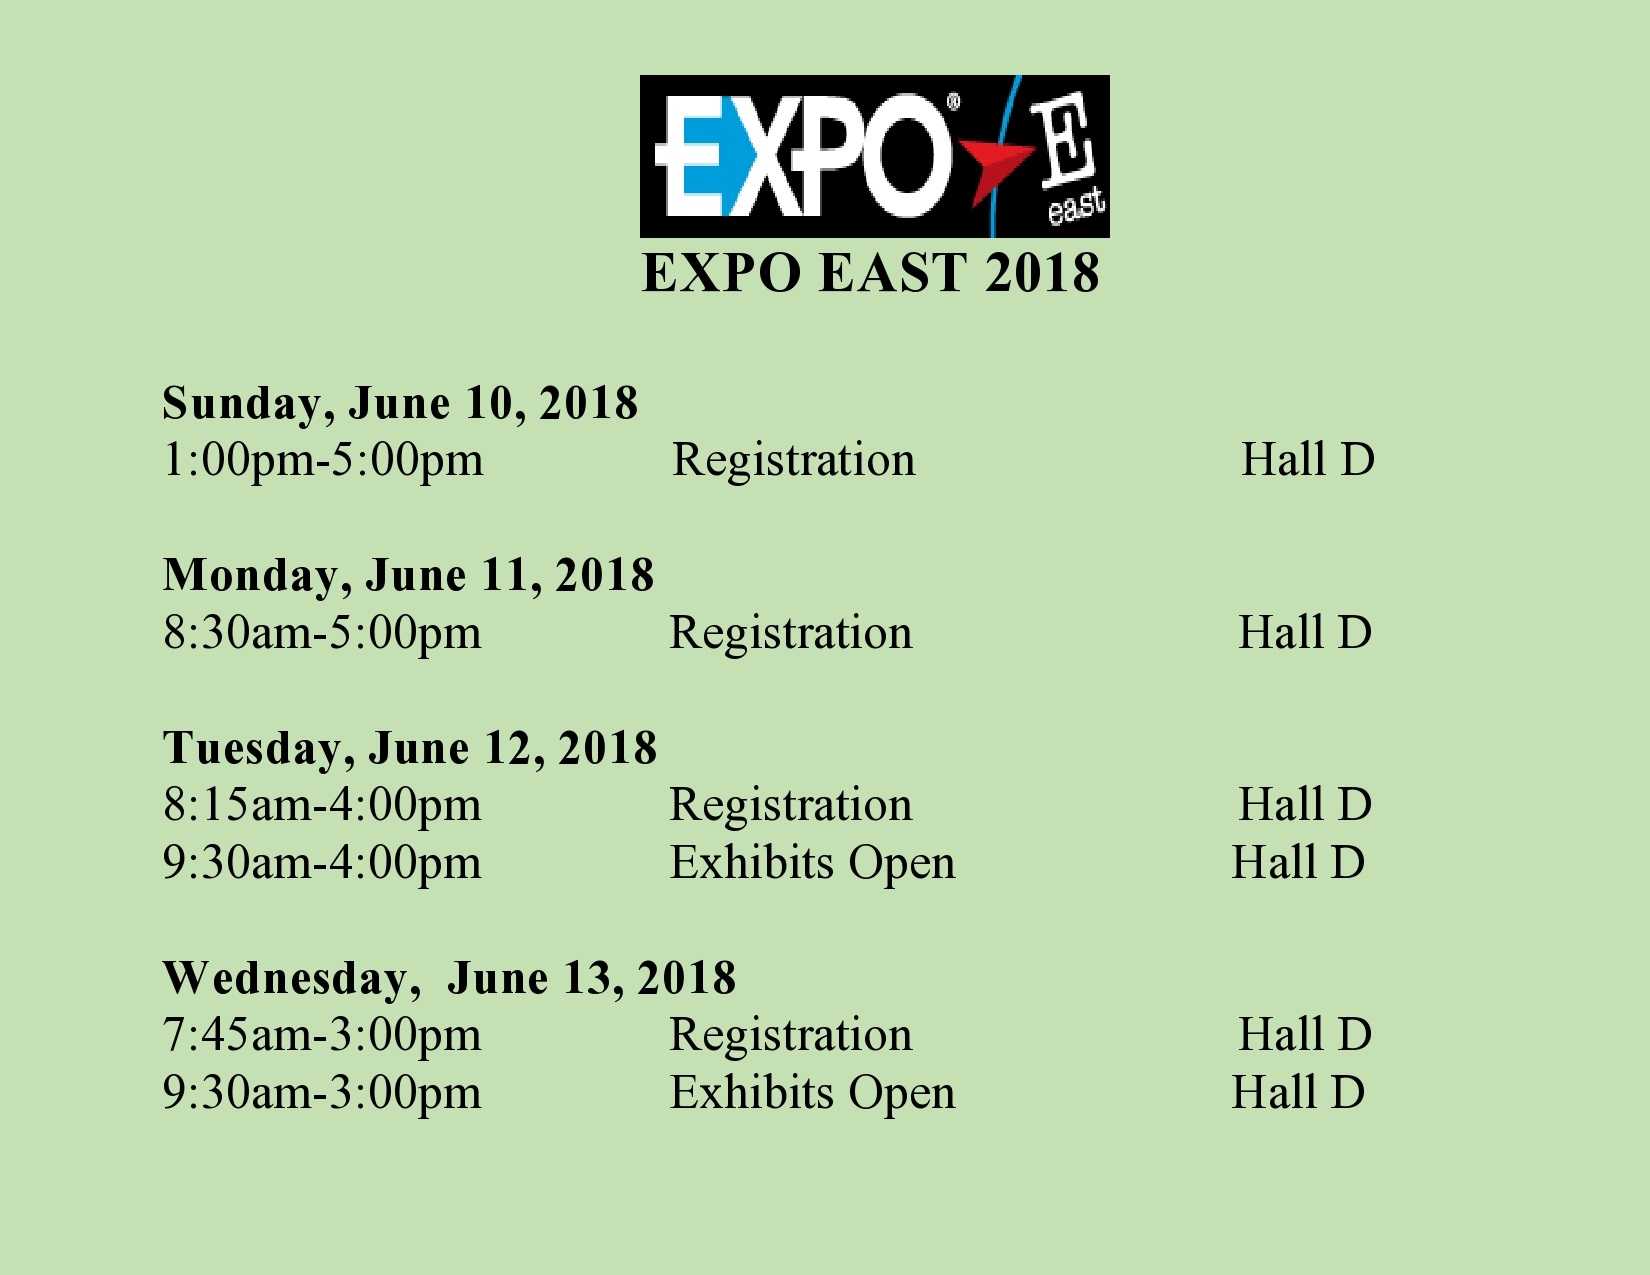 EXPO® E
east
EXPO EAST 2018
Sunday, June 10, 2018
1:00pm-5:00pm Registration Hall D
Monday, June 11, 2018
8:30am-5:00pm Registration Hall D
Tuesday, June 12, 2018
8:15am-4:00pm Registration Hall D
9:30am-4:00pm Exhibits Open Hall D
Wednesday, June 13, 2018
7:45am-3:00pm Registration Hall D
9:30am-3:00pm Exhibits Open Hall D